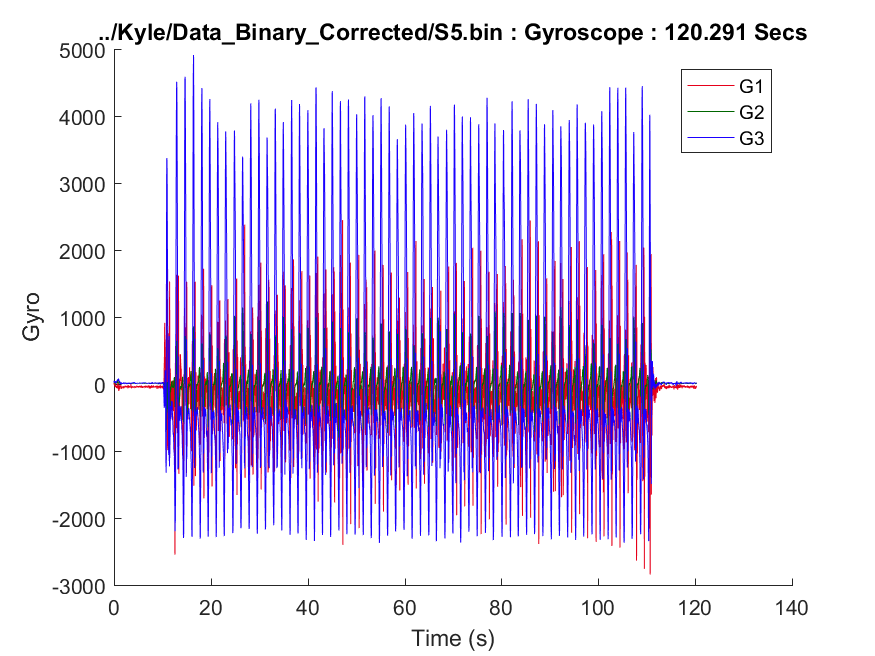 ../Kyle/Data_Binary_Corrected/S5.bin : Gyroscope : 120.291 Secs
5000
4000
3000
2000
1000
0
-1000
-2000
-3000
Gyro
G1
G2
G3
0
20
40
60
80
100
120
140
Time (s)